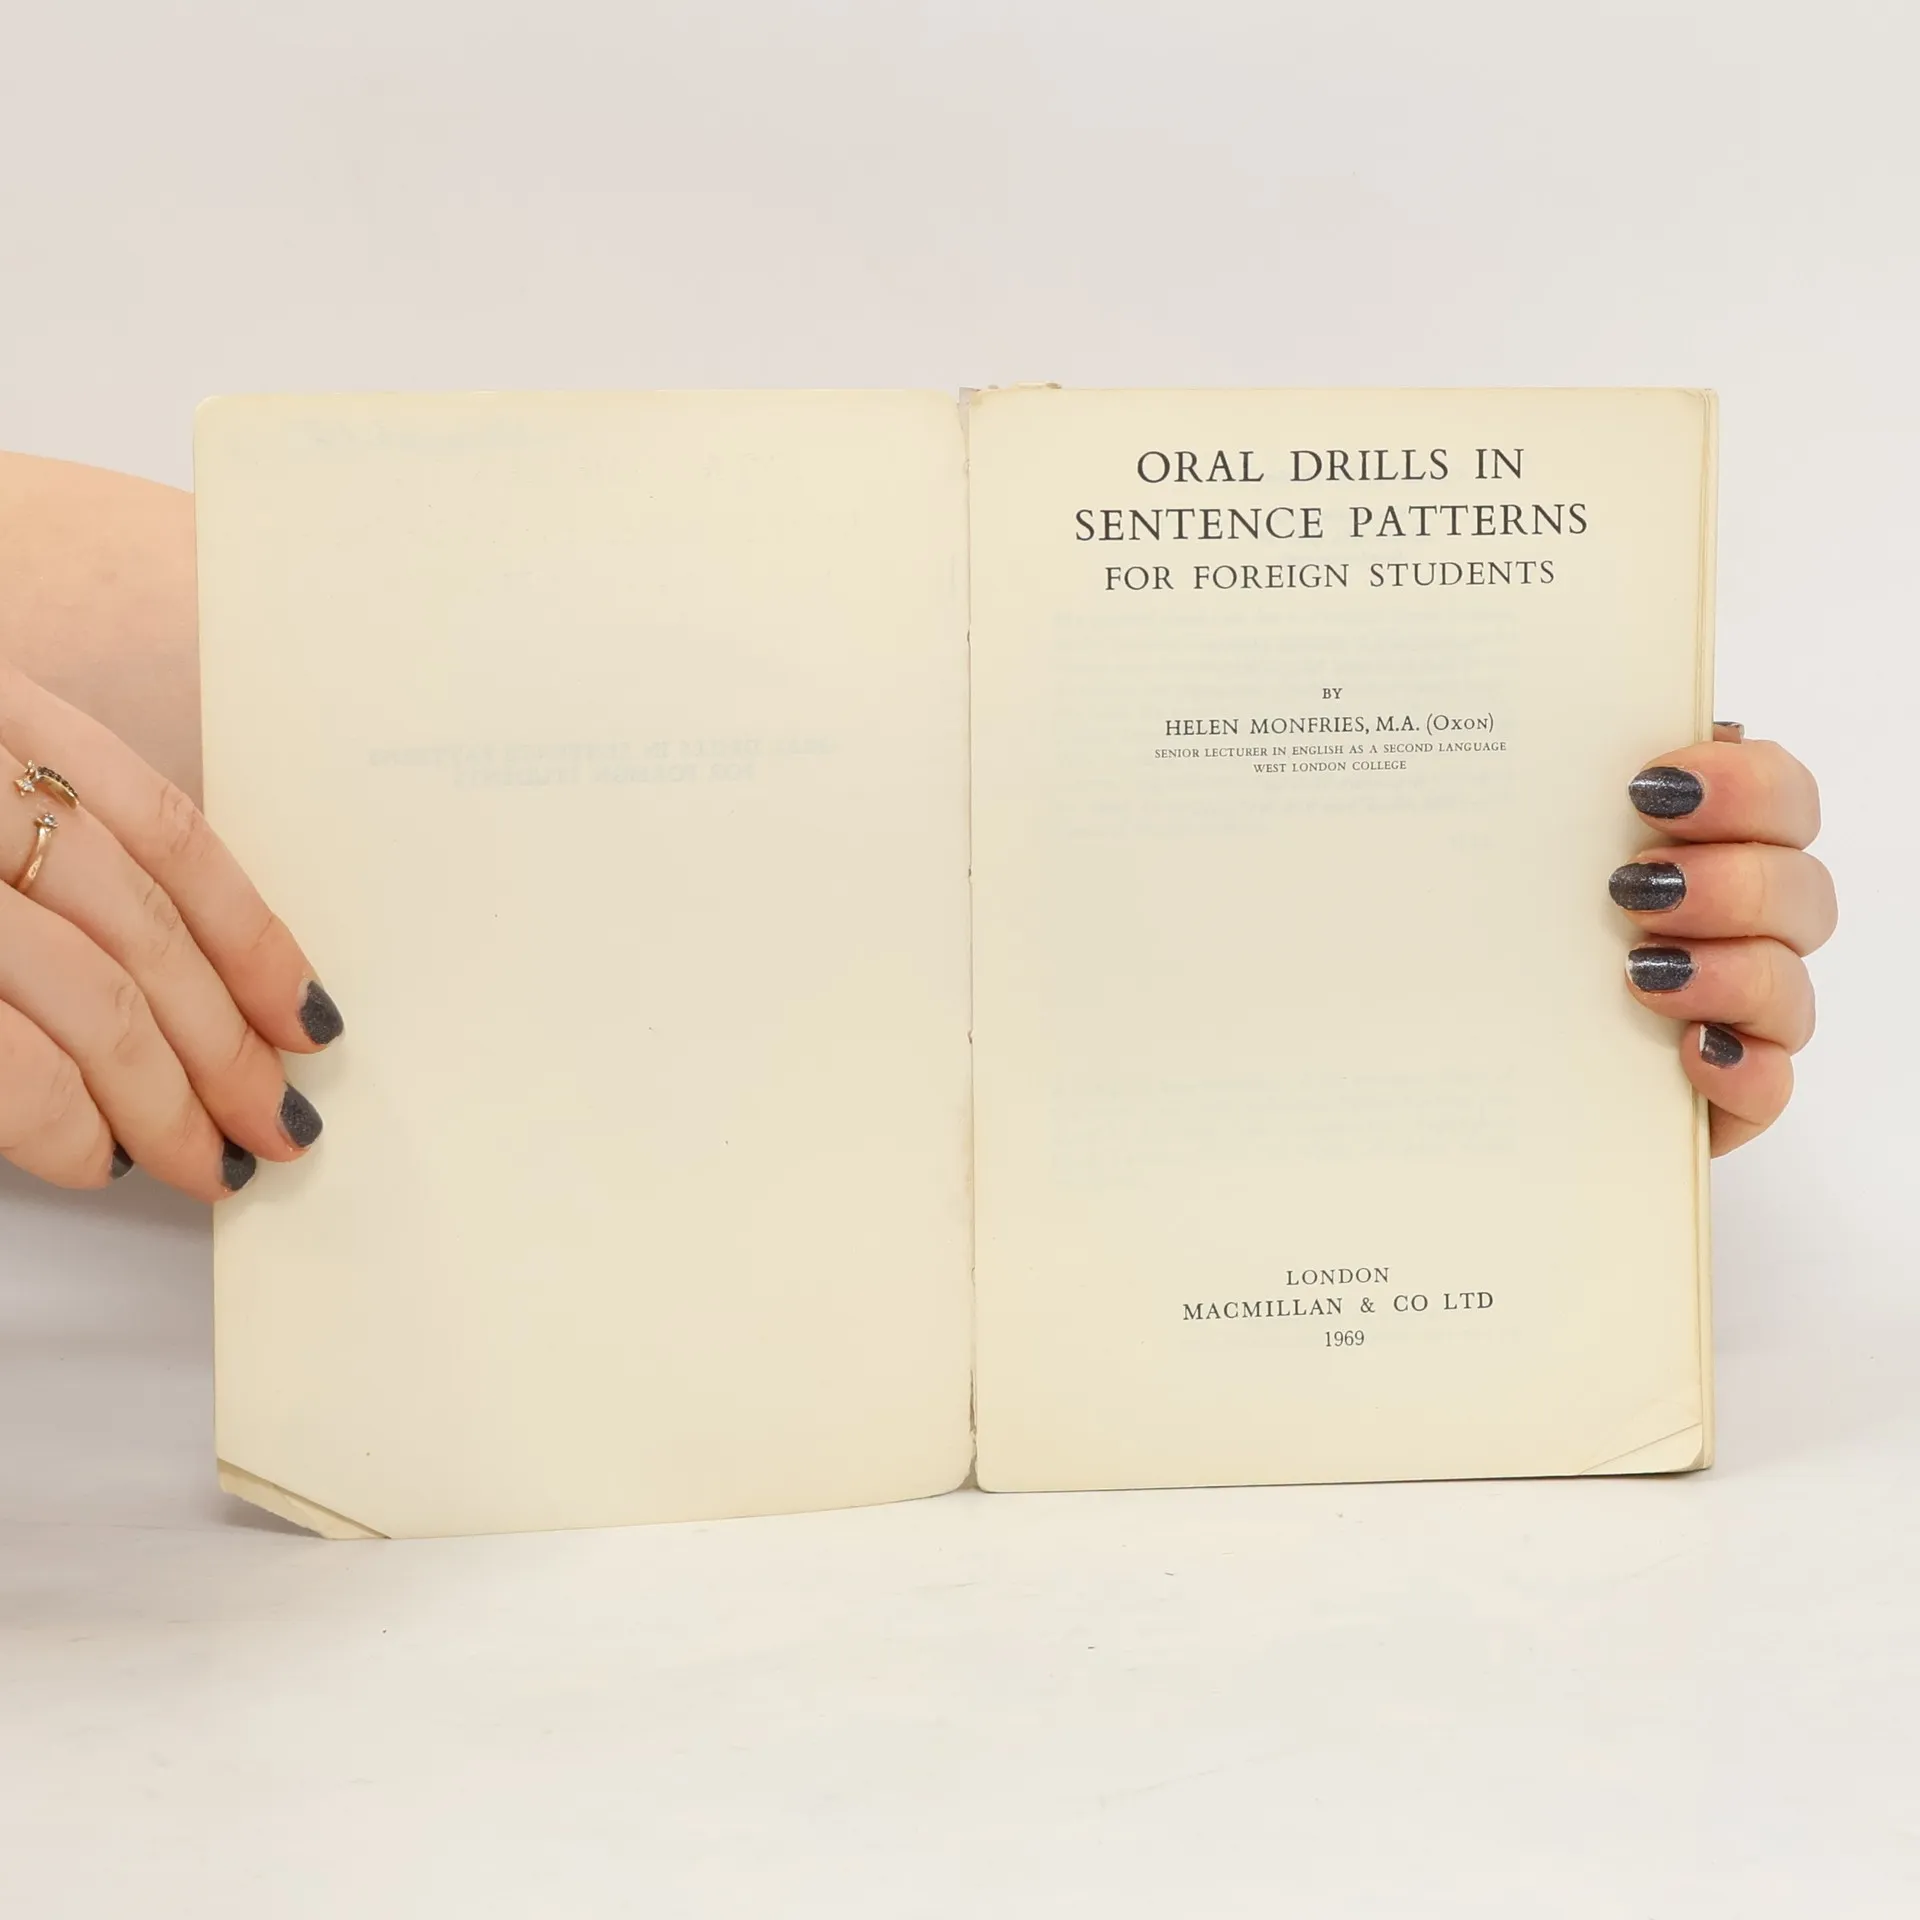 ORAL DRILLS IN
SENTENCE PATTERNS
FOR FOREIGN STUDENTS
BY
HELEN MONFRIES, M.A. (Oxon)
SENIOR LECTURER IN ENGLISH AS A SECOND LANGUAGE
WEST LONDON COLLEGE
LONDON
MACMILLAN & CO LTD
1969